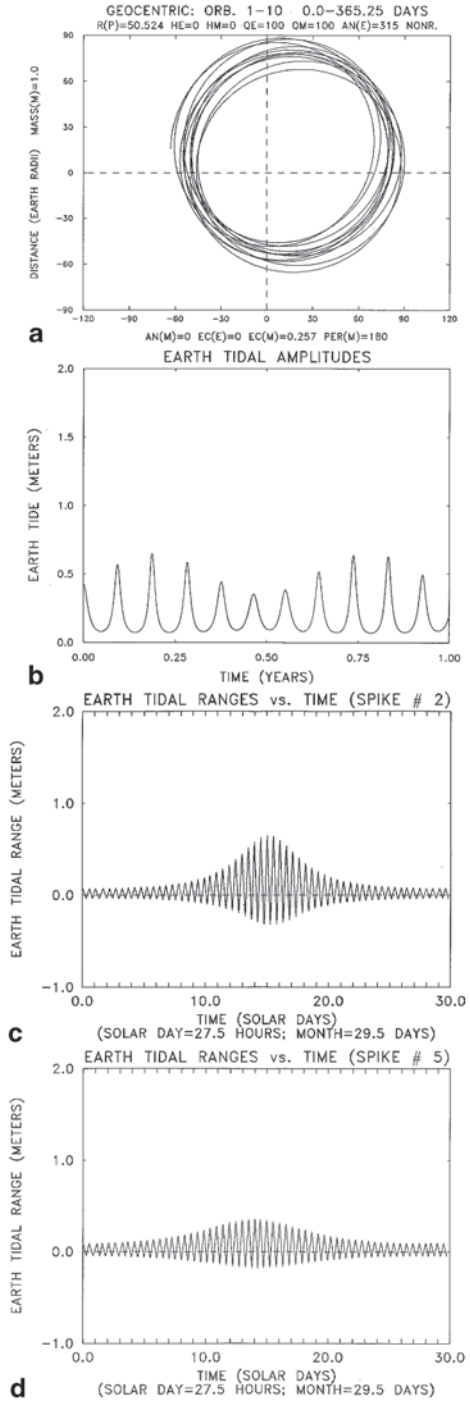 GEOCENTRIC: ORB. 1-10 0.0-365.25 DAYS
R(P)=50.524 HE=0 HM=0 QE=100 QM=100 AN(E)=315 NONR.
DISTANCE (EARTH RADII) MASS(M)=1.0
90
60
30
0
-30
-60
-90
-120 -90 -60 -30 0 30 60 90 120
AN(M)=0 EC(E)=0 EC(M)=0.257 PER(M)=180
a
EARTH TIDAL AMPLITUDES
EARTH TIDE (METERS)
2.0
1.5
1.0
0.5
0.0
0.00 0.25 0.50 0.75 1.00
TIME (YEARS)
b
EARTH TIDAL RANGES vs. TIME (SPIKE # 2)
EARTH TIDAL RANGE (METERS)
2.0
1.0
0.0
-1.0
0.0 10.0 20.0 30.0
TIME (SOLAR DAYS)
(SOLAR DAY=27.5 HOURS; MONTH=29.5 DAYS)
c
EARTH TIDAL RANGES vs. TIME (SPIKE # 5)
EARTH TIDAL RANGE (METERS)
2.0
1.0
0.0
-1.0
0.0 10.0 20.0 30.0
TIME (SOLAR DAYS)
(SOLAR DAY=27.5 HOURS; MONTH=29.5 DAYS)
d